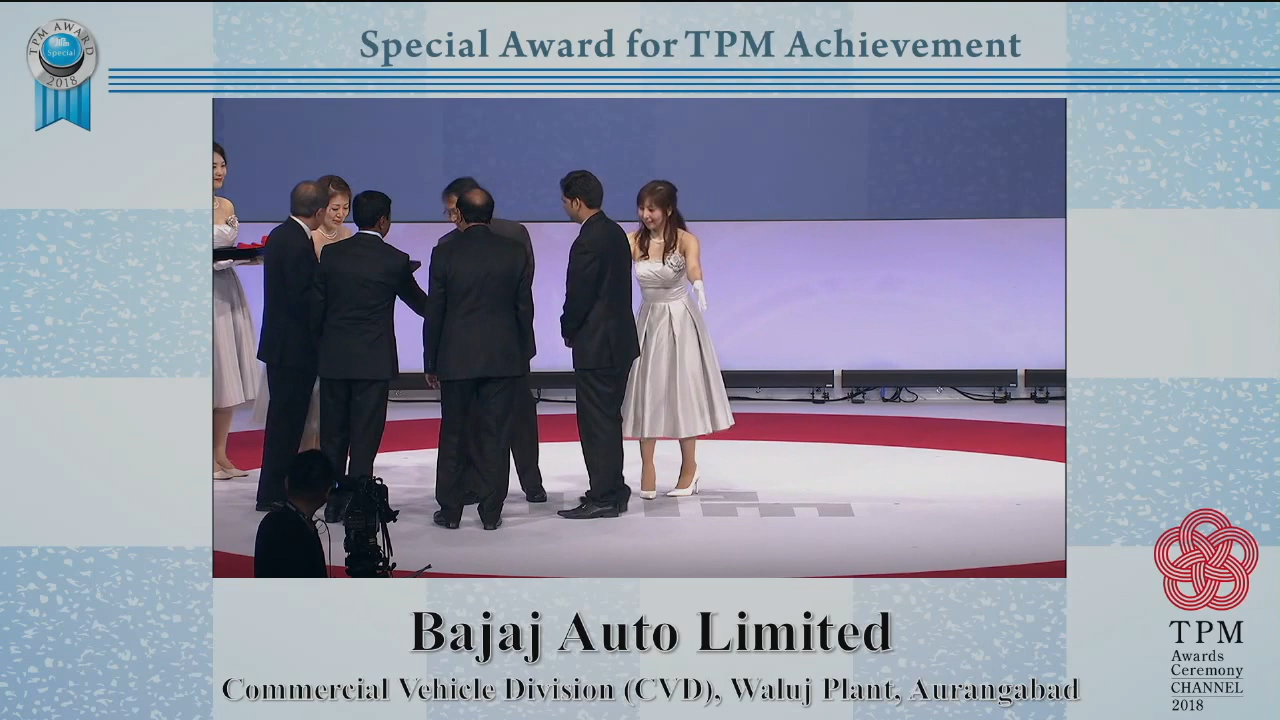 TPM AWARD
Special
2018
Special Award for TPM Achievement
Bajaj Auto Limited
Commercial Vehicle Division (CVD), Waluj Plant, Aurangabad
TPM
Awards
Ceremony
CHANNEL
2018